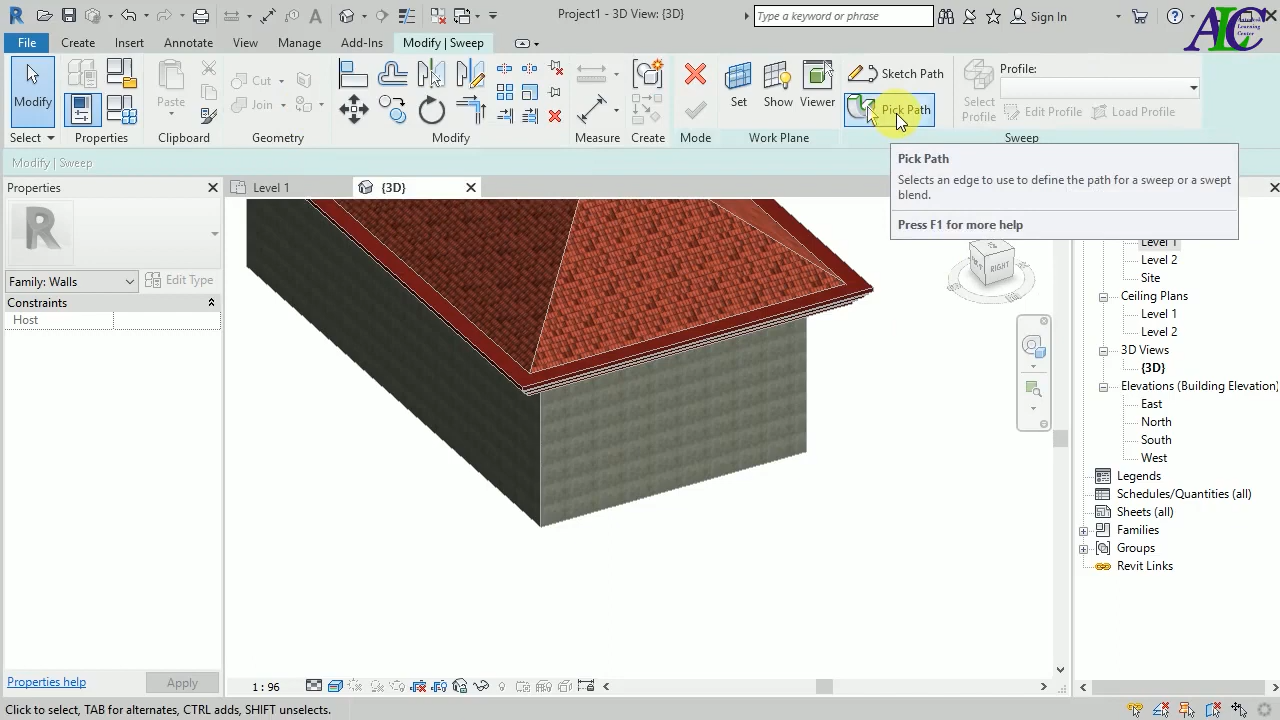 Project1 - 3D View: {3D}
Type a keyword or phrase
Sign In
ALC
File
Create
Insert
Annotate
View
Manage
Add-Ins
Modify | Sweep
Modify
Paste
Cut
Join
Set
Show
Viewer
Sketch Path
Pick Path
Select
Profile
Profile:
Edit Profile
Load Profile
Select
Properties
Clipboard
Geometry
Modify
Measure
Create
Mode
Work Plane
Sweep
Modify | Sweep
Pick Path
Selects an edge to use to define the path for a sweep or a swept
blend.
Press F1 for more help
Properties
Level 1
{3D}
R
Family: Walls
Edit Type
Constraints
Host
RIGHT
Level 1
Level 2
Site
Ceiling Plans
Level 1
Level 2
3D Views
{3D}
Elevations (Building Elevation)
East
North
South
West
Legends
Schedules/Quantities (all)
Sheets (all)
Families
Groups
Revit Links
Properties help
Apply
1 : 96
Click to select, TAB for alternates, CTRL adds, SHIFT unselects.